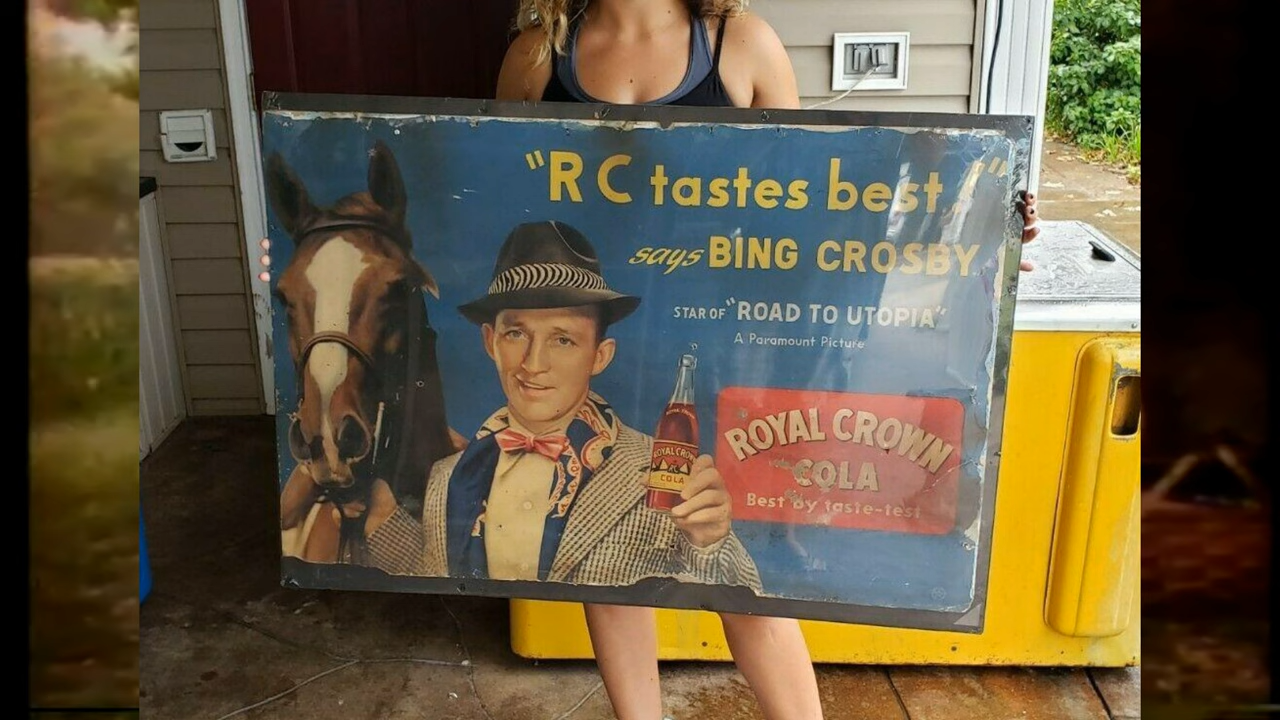 "RC tastes best !"
says BING CROSBY
STAR OF "ROAD TO UTOPIA"
A Paramount Picture
ROYAL CROWN
COLA
Best by taste-test
ROYAL CROWN
COLA